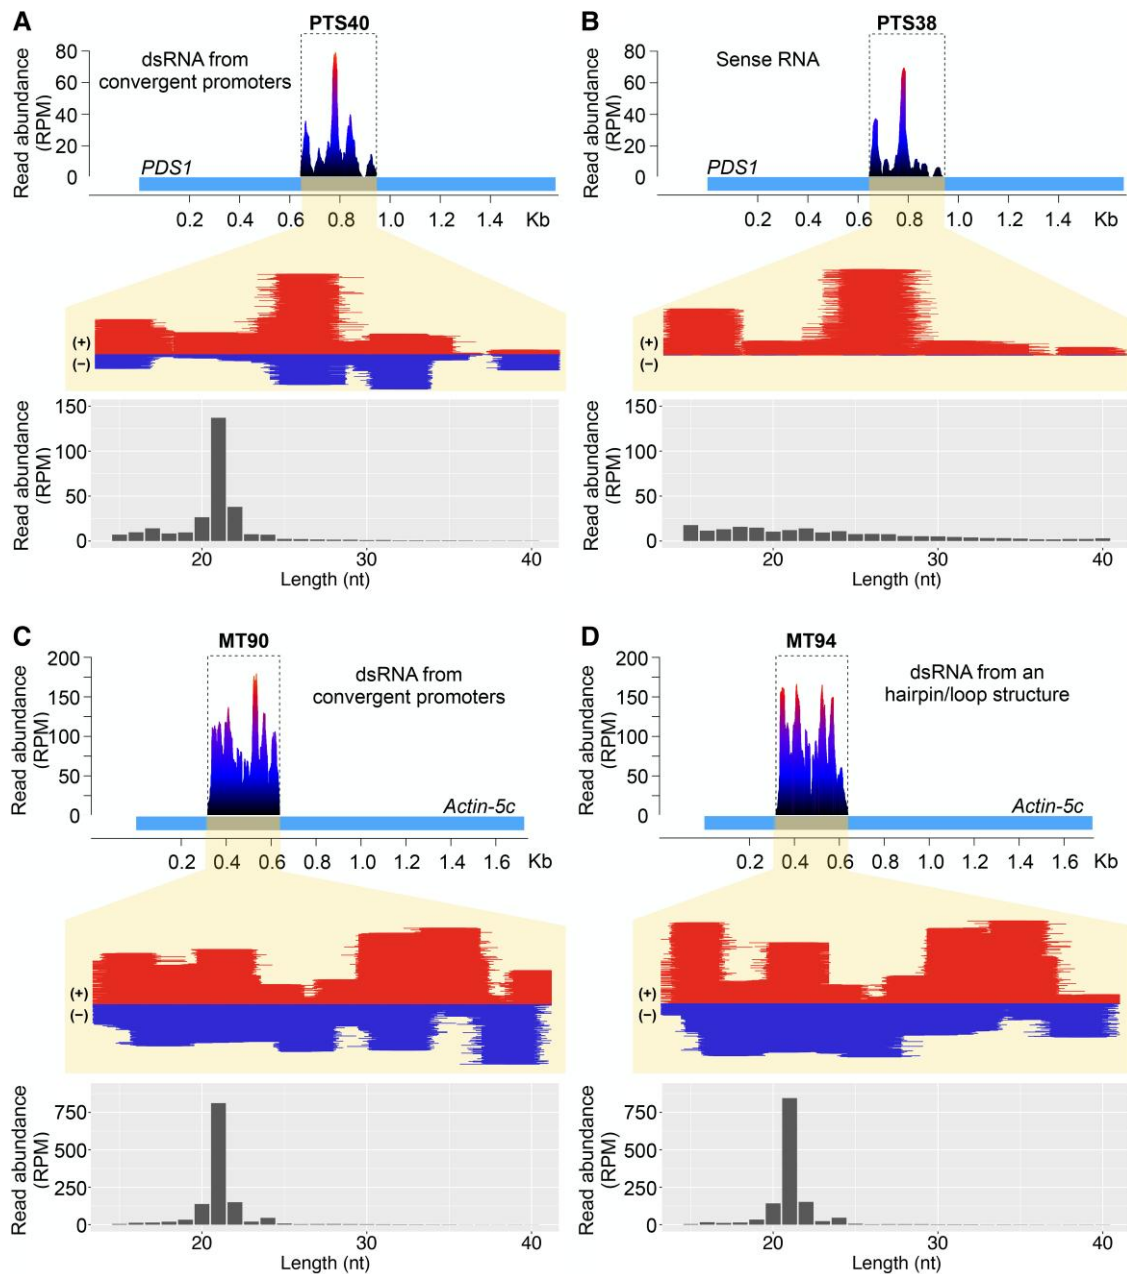 A
PTS40
80
60
40
20
0
Read abundance
(RPM)
dsRNA from
convergent promoters
PDS1
0.2 0.4 0.6 0.8 1.0 1.2 1.4 Kb
(+)
(−)
150
100
50
0
Read abundance
(RPM)
20 30 40
Length (nt)
B
PTS38
80
60
40
20
0
Read abundance
(RPM)
Sense RNA
PDS1
0.2 0.4 0.6 0.8 1.0 1.2 1.4 Kb
(+)
(−)
150
100
50
0
Read abundance
(RPM)
20 30 40
Length (nt)
C
MT90
200
150
100
50
0
Read abundance
(RPM)
dsRNA from
convergent promoters
Actin-5c
0.2 0.4 0.6 0.8 1.0 1.2 1.4 1.6 Kb
(+)
(−)
750
500
250
0
Read abundance
(RPM)
20 30 40
Length (nt)
D
MT94
200
150
100
50
0
Read abundance
(RPM)
dsRNA from an
hairpin/loop structure
Actin-5c
0.2 0.4 0.6 0.8 1.0 1.2 1.4 1.6 Kb
(+)
(−)
750
500
250
0
Read abundance
(RPM)
20 30 40
Length (nt)